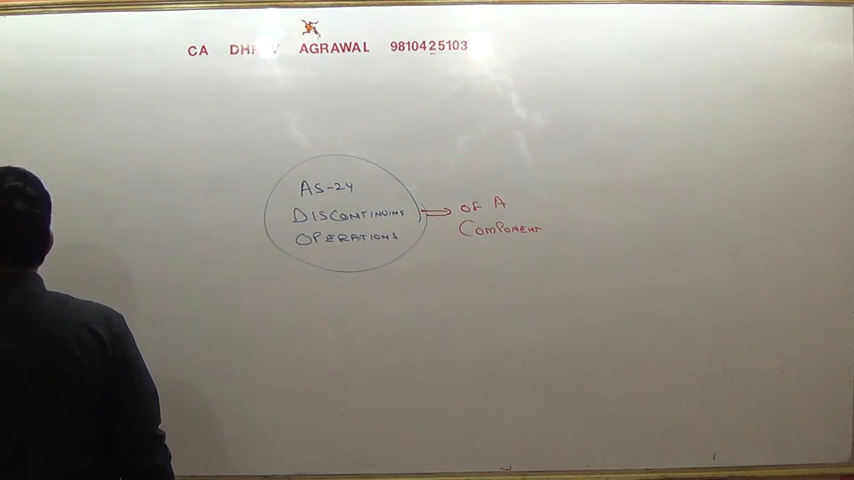 CA AGRAWAL 9810425103
AS-24
DISCONTINUING
OPERATIONS
OF A
COMPONENT